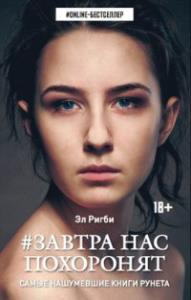 #ONLINE-БЕСТСЕЛЛЕР
18+
Эл Ригби
#ЗАВТРА НАС
ПОХОРОНЯТ
САМЫЕ НАШУМЕВШИЕ КНИГИ РУНЕТА